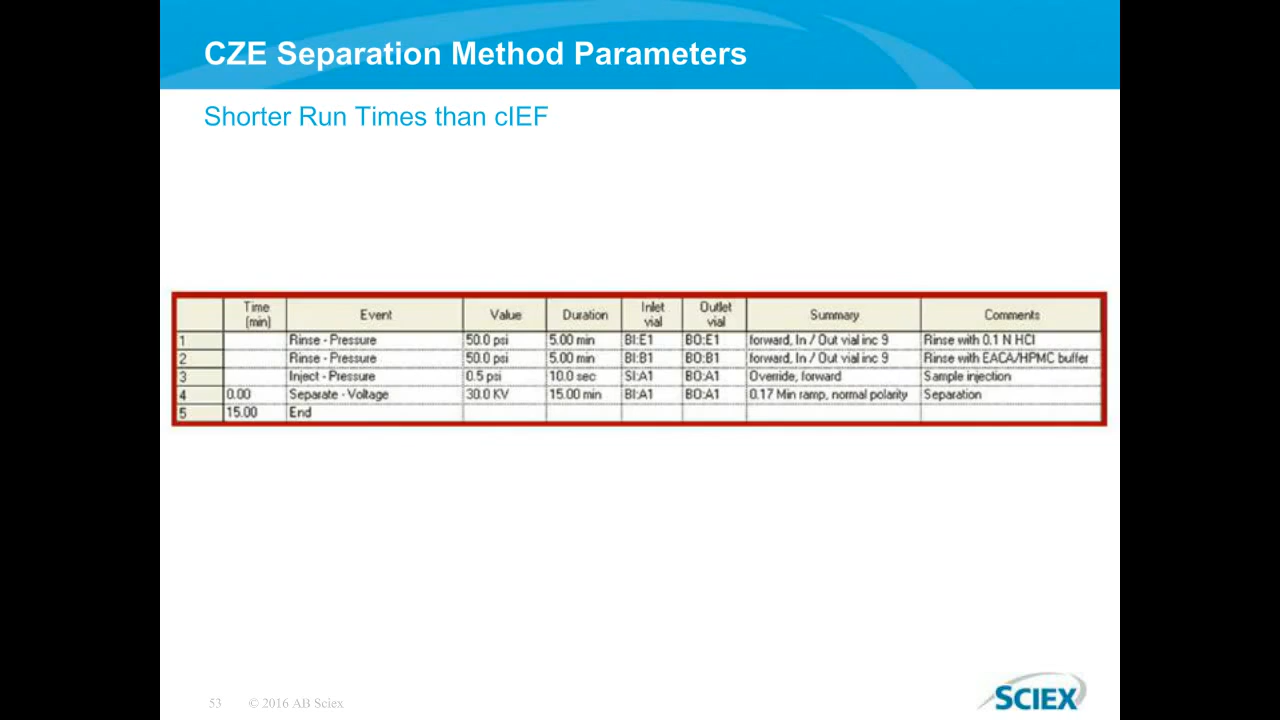 CZE Separation Method Parameters
Shorter Run Times than cIEF
Time (min) Event Value Duration Inlet vial Outlet vial Summary Comments
1 Rinse - Pressure 50.0 psi 5.00 min BI:E1 BO:E1 forward, In / Out vial inc 9 Rinse with 0.1 N HCl
2 Rinse - Pressure 50.0 psi 5.00 min BI:B1 BO:B1 forward, In / Out vial inc 9 Rinse with EACA/HPMC buffer
3 Inject - Pressure 0.5 psi 10.0 sec SI:A1 BO:A1 Override, forward Sample injection
4 0.00 Separate - Voltage 30.0 KV 15.00 min BI:A1 BO:A1 0.17 Min ramp, normal polarity Separation
5 15.00 End
53 © 2016 AB Sciex
SCIEX